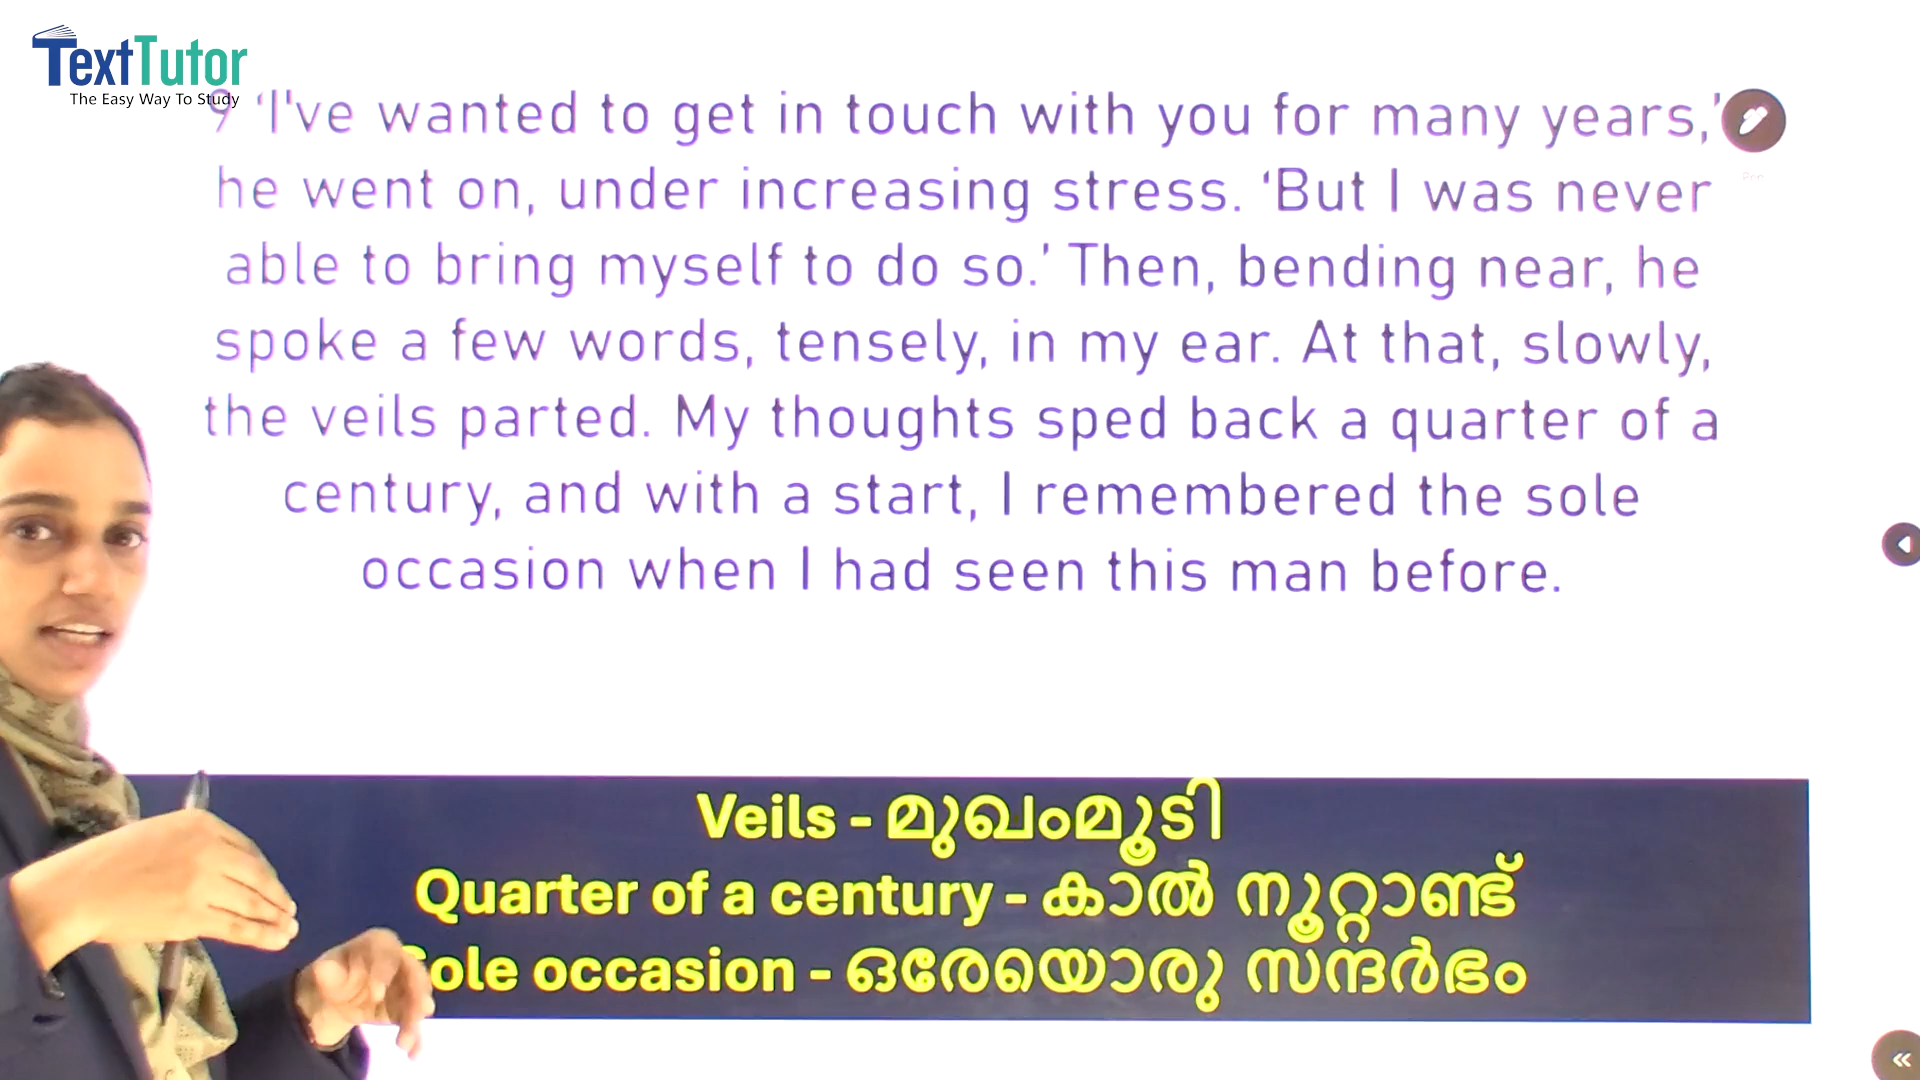 TextTutor
The Easy Way To Study
9 ‘I've wanted to get in touch with you for many years,’
he went on, under increasing stress. ‘But I was never
able to bring myself to do so.’ Then, bending near, he
spoke a few words, tensely, in my ear. At that, slowly,
the veils parted. My thoughts sped back a quarter of a
century, and with a start, I remembered the sole
occasion when I had seen this man before.
Pen
Veils - മുഖംമൂടി
Quarter of a century - കാൽ നൂറ്റാണ്ട്
Sole occasion - ഒരേയൊരു സന്ദർഭം